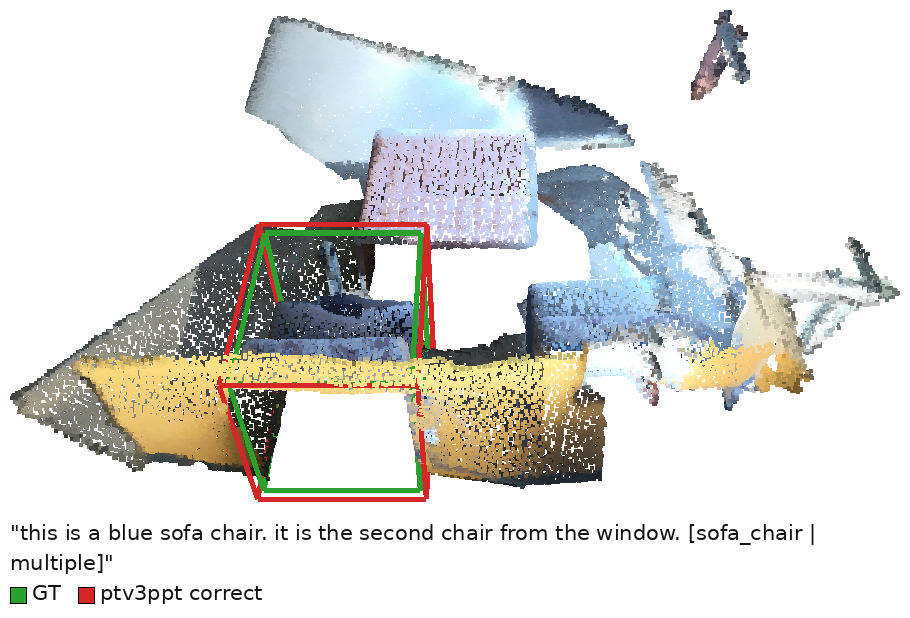 "this is a blue sofa chair. it is the second chair from the window. [sofa_chair |
multiple]"
GT ptv3ppt correct